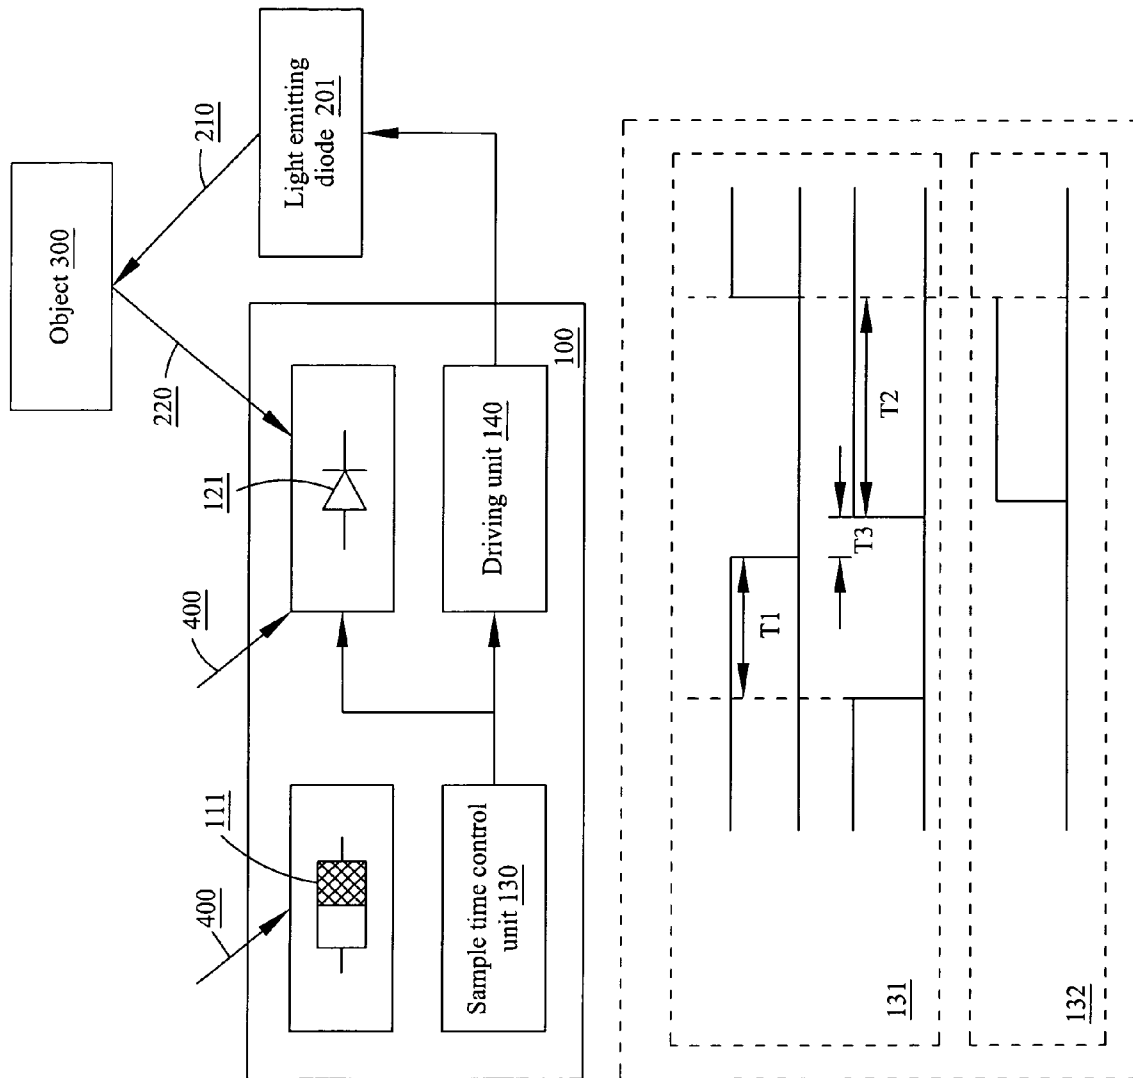 Object 300
220
210
Light emitting
diode 201
400
111
400
121
Sample time control
unit 130
Driving unit 140
100
T1
T3
T2
131
132